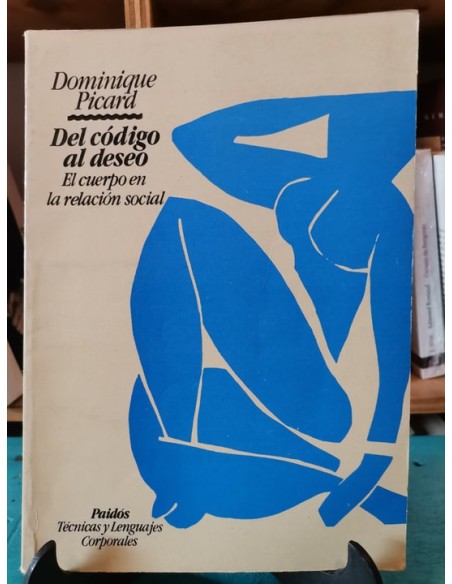 Dominique
Picard
Del código
al deseo
El cuerpo en
la relación social
Paidós
Técnicas y Lenguajes
Corporales